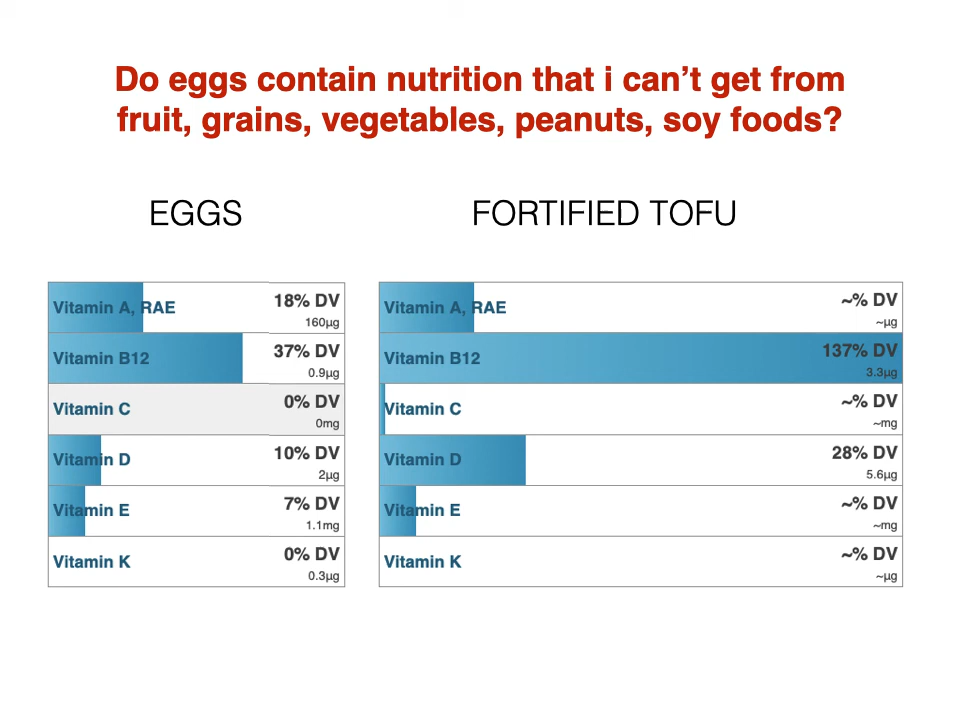 Do eggs contain nutrition that i can’t get from
fruit, grains, vegetables, peanuts, soy foods?
EGGS
Vitamin A, RAE 18% DV
160µg
Vitamin B12 37% DV
0.9µg
Vitamin C 0% DV
0mg
Vitamin D 10% DV
2µg
Vitamin E 7% DV
1.1mg
Vitamin K 0% DV
0.3µg
FORTIFIED TOFU
Vitamin A, RAE ~% DV
~µg
Vitamin B12 137% DV
3.3µg
Vitamin C ~% DV
~mg
Vitamin D 28% DV
5.6µg
Vitamin E ~% DV
~mg
Vitamin K ~% DV
~µg